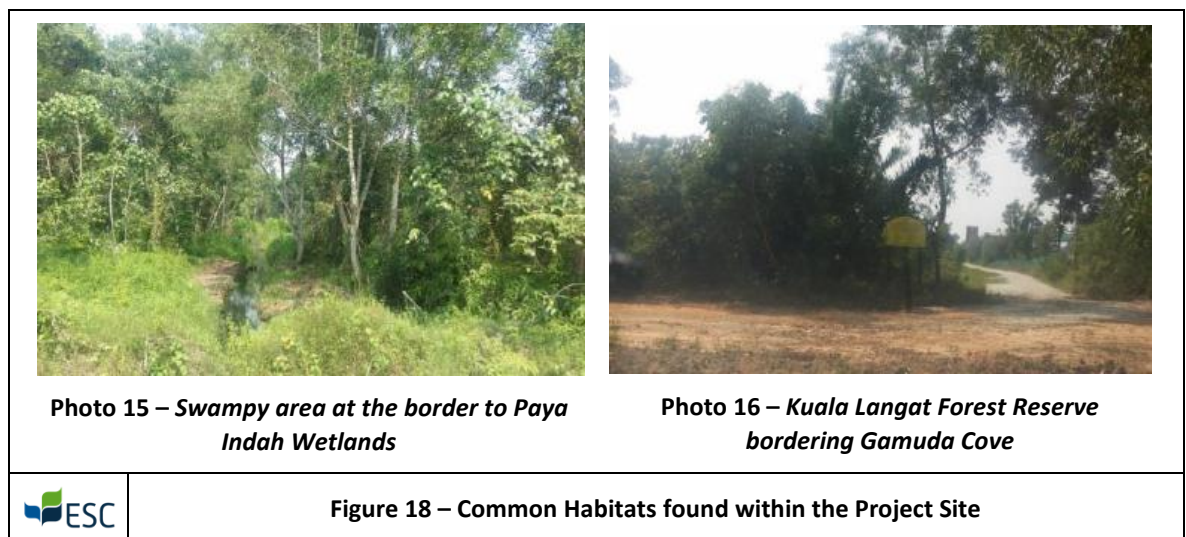 Photo 15 – Swampy area at the border to Paya
Indah Wetlands
Photo 16 – Kuala Langat Forest Reserve
bordering Gamuda Cove
ESC
Figure 18 – Common Habitats found within the Project Site